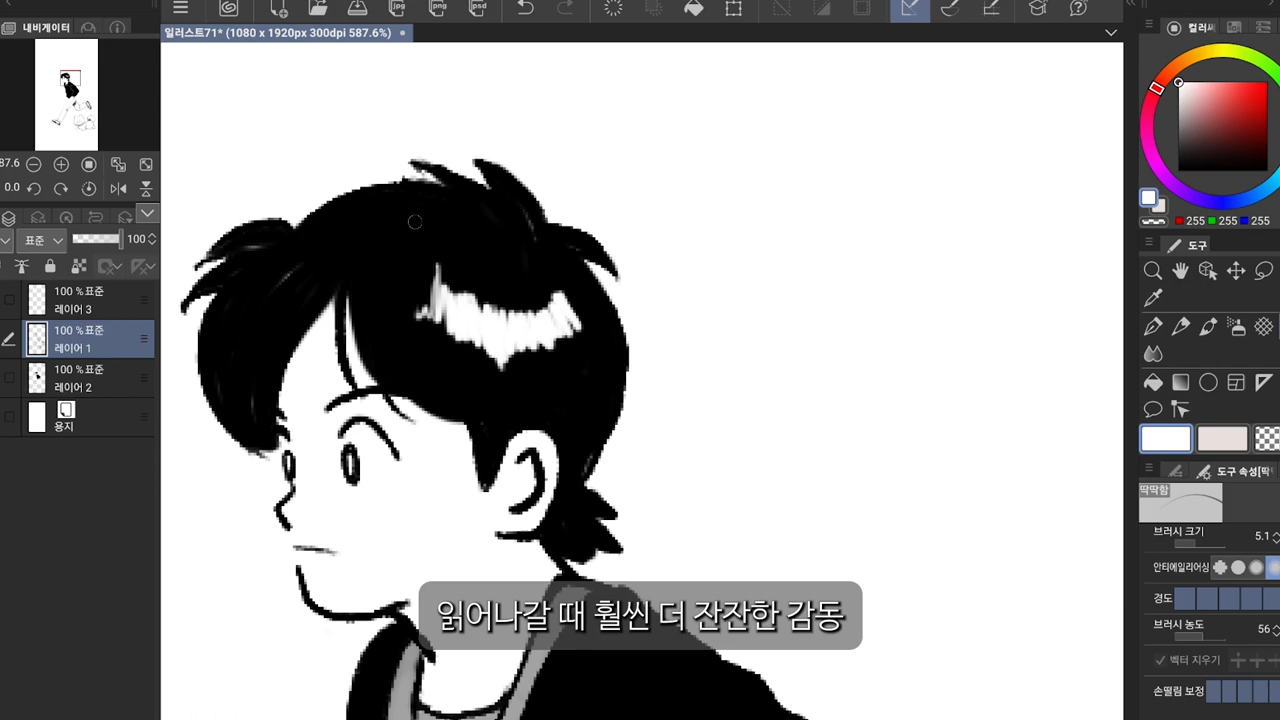 jpg png psd
내비게이터
일러스트71* (1080 x 1920px 300dpi 587.6%)
컬러써
87.6
0.0
표준 100
100 %표준
레이어 3
100 %표준
레이어 1
100 %표준
레이어 2
용지
255 255 255
도구
도구 속성[딱
딱딱함
브러시 크기 5.1
안티에일리어싱
경도
브러시 농도 56
벡터 지우기
손떨림 보정
읽어나갈 때 훨씬 더 잔잔한 감동